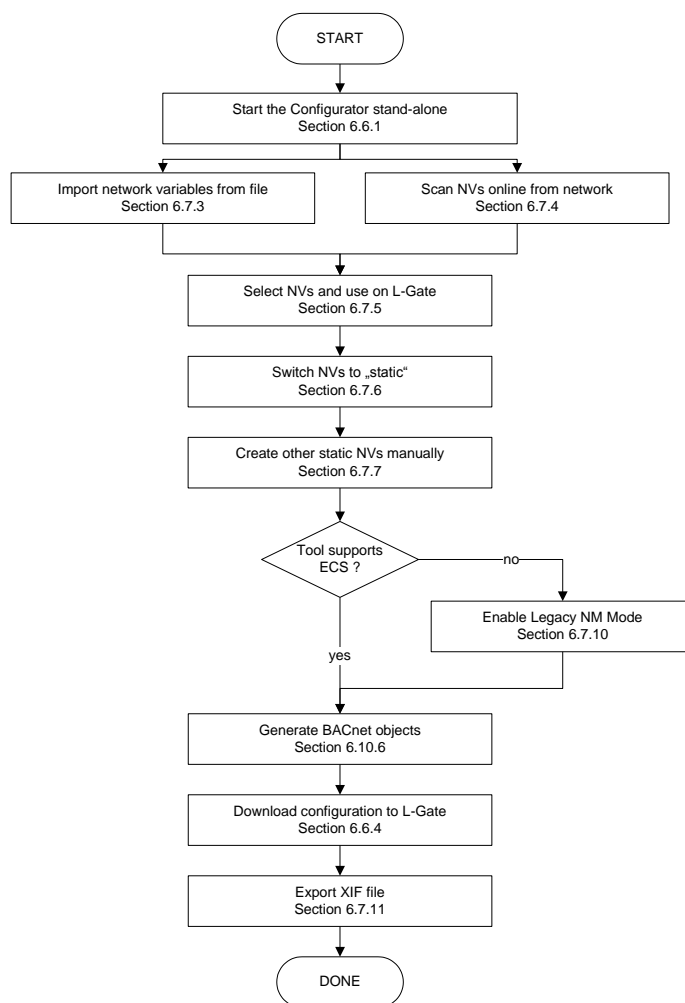 START
Start the Configurator stand-alone
Section 6.6.1
Import network variables from file
Section 6.7.3
Scan NVs online from network
Section 6.7.4
Select NVs and use on L-Gate
Section 6.7.5
Switch NVs to „static“
Section 6.7.6
Create other static NVs manually
Section 6.7.7
Tool supports
ECS ?
no
Enable Legacy NM Mode
Section 6.7.10
yes
Generate BACnet objects
Section 6.10.6
Download configuration to L-Gate
Section 6.6.4
Export XIF file
Section 6.7.11
DONE